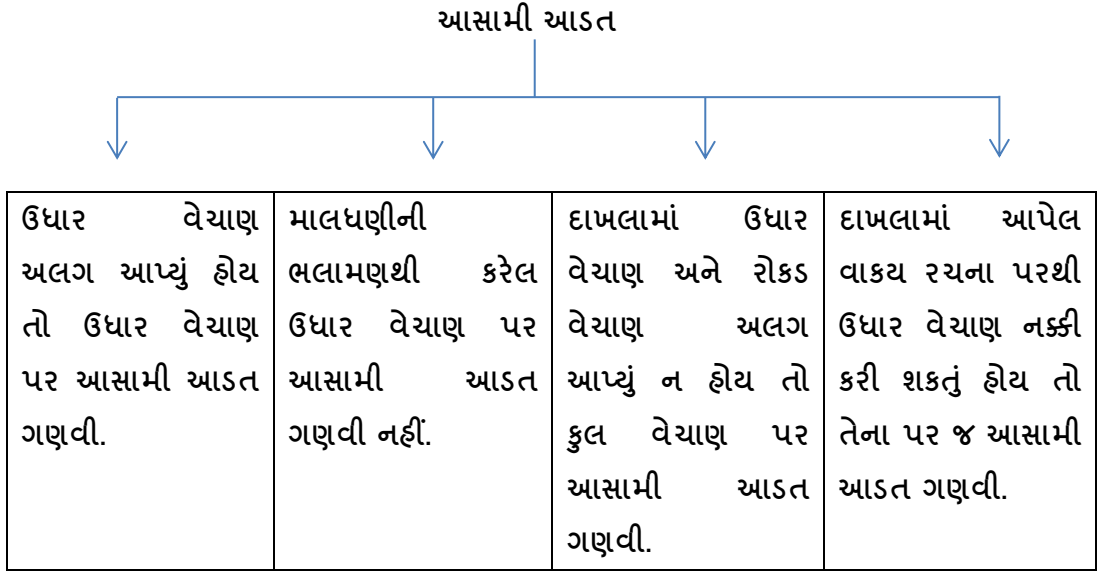 આસામી આડત
ઉધાર વેચાણ
અલગ આપ્યું હોય
તો ઉધાર વેચાણ
પર આસામી આડત
ગણવી.
માલધણીની
ભલામણથી કરેલ
ઉધાર વેચાણ પર
આસામી આડત
ગણવી નહીં.
દાખલામાં ઉધાર
વેચાણ અને રોકડ
વેચાણ અલગ
આપ્યું ન હોય તો
કુલ વેચાણ પર
આસામી આડત
ગણવી.
દાખલામાં આપેલ
વાકય રચના પરથી
ઉધાર વેચાણ નક્કી
કરી શકતું હોય તો
તેના પર જ આસામી
આડત ગણવી.